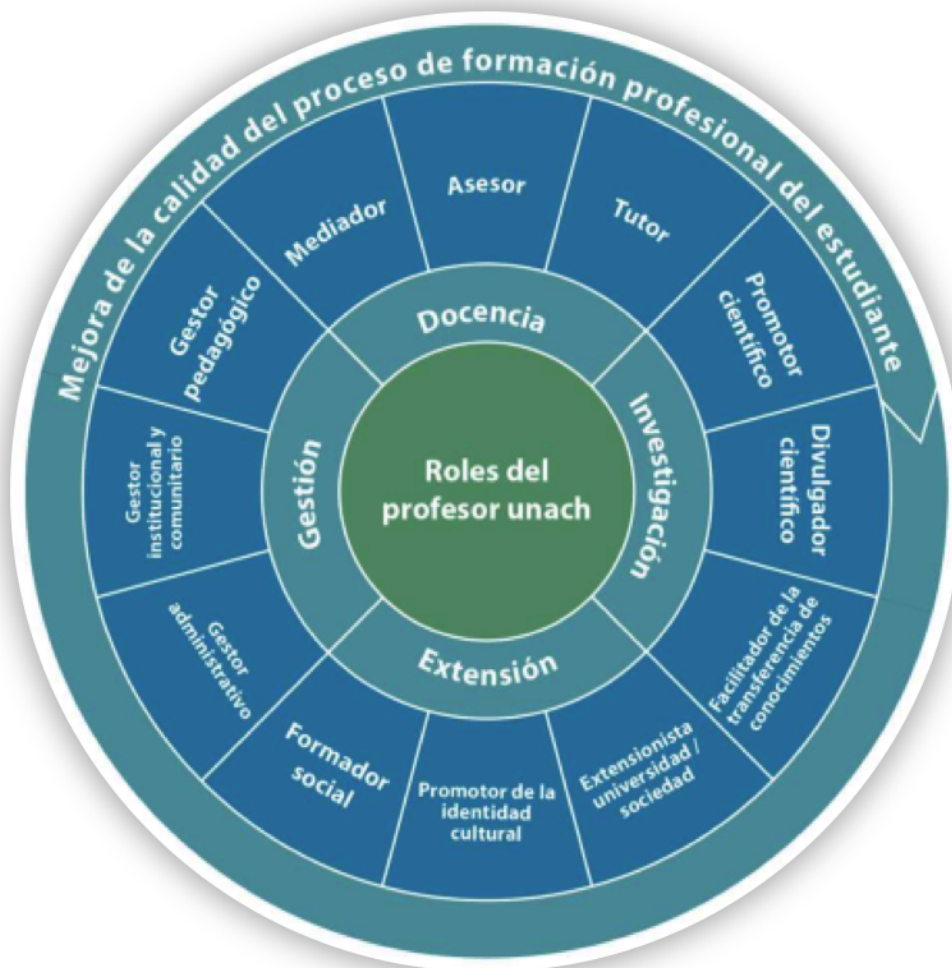 Mejora de la calidad del proceso de formación profesional del estudiante
Mediador
Asesor
Tutor
Promotor
científico
Divulgador
científico
Facilitador de la
transferencia de
conocimientos
Extensionista
universidad /
sociedad
Promotor de la
identidad
cultural
Formador
social
Gestor
administrativo
Gestor
institucional y
comunitario
Gestor
pedagógico
Docencia
Investigación
Extensión
Gestión
Roles del
profesor unach